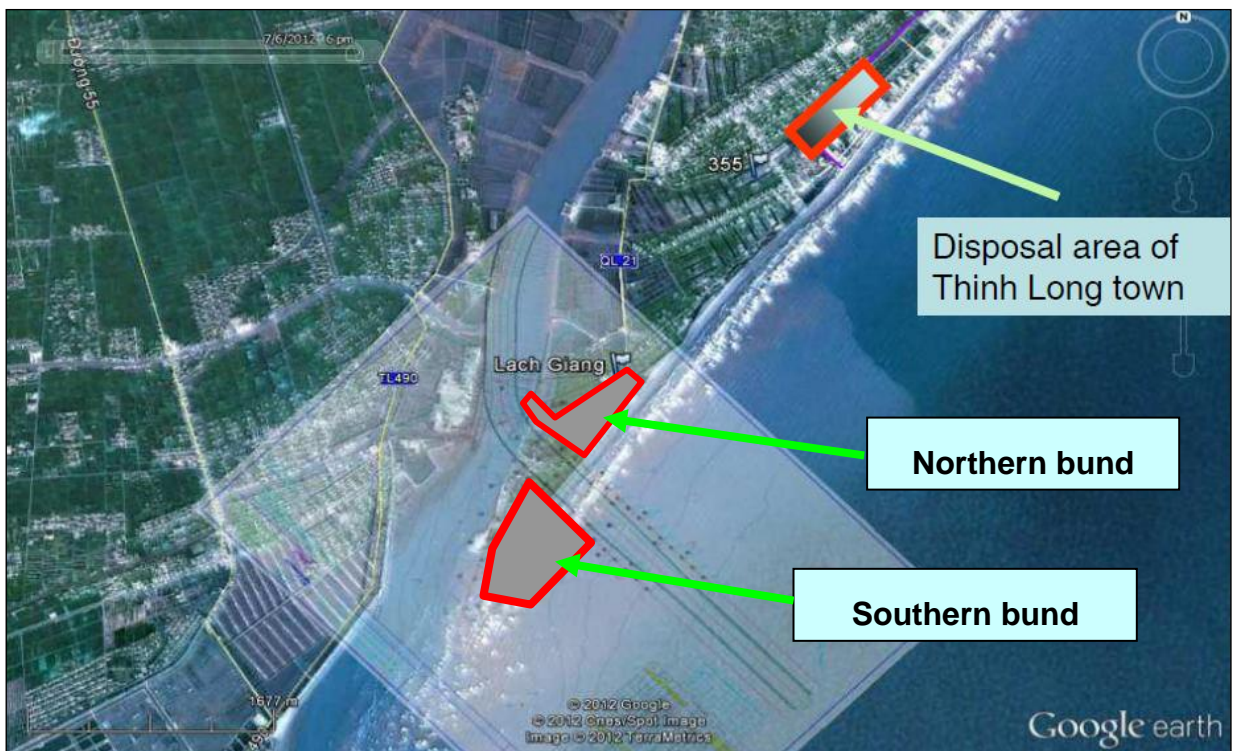 7/6/2012 6 pm
N
Đường 55
355
Disposal area of
Thinh Long town
QL 21
Lach Giang
TL490
Northern bund
Southern bund
1677 m
© 2012 Google
© 2012 Cnes/Spot Image
Image © 2012 TerraMetrics
Google earth